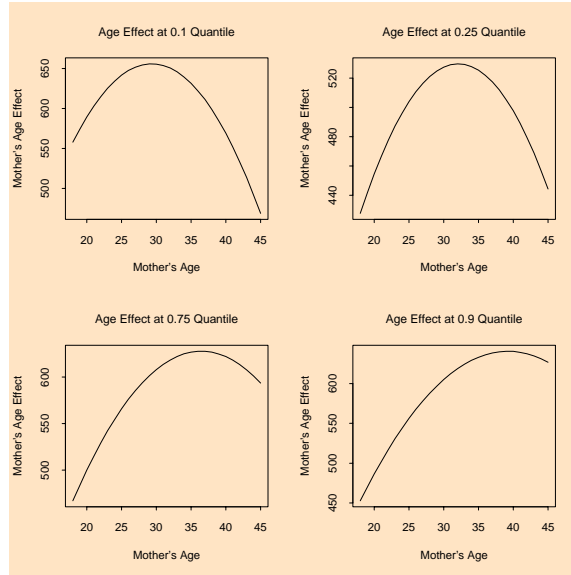 Age Effect at 0.1 Quantile
Mother's Age Effect
650
600
550
500
20 25 30 35 40 45
Mother's Age
Age Effect at 0.25 Quantile
Mother's Age Effect
520
480
440
20 25 30 35 40 45
Mother's Age
Age Effect at 0.75 Quantile
Mother's Age Effect
600
550
500
20 25 30 35 40 45
Mother's Age
Age Effect at 0.9 Quantile
Mother's Age Effect
600
550
500
450
20 25 30 35 40 45
Mother's Age